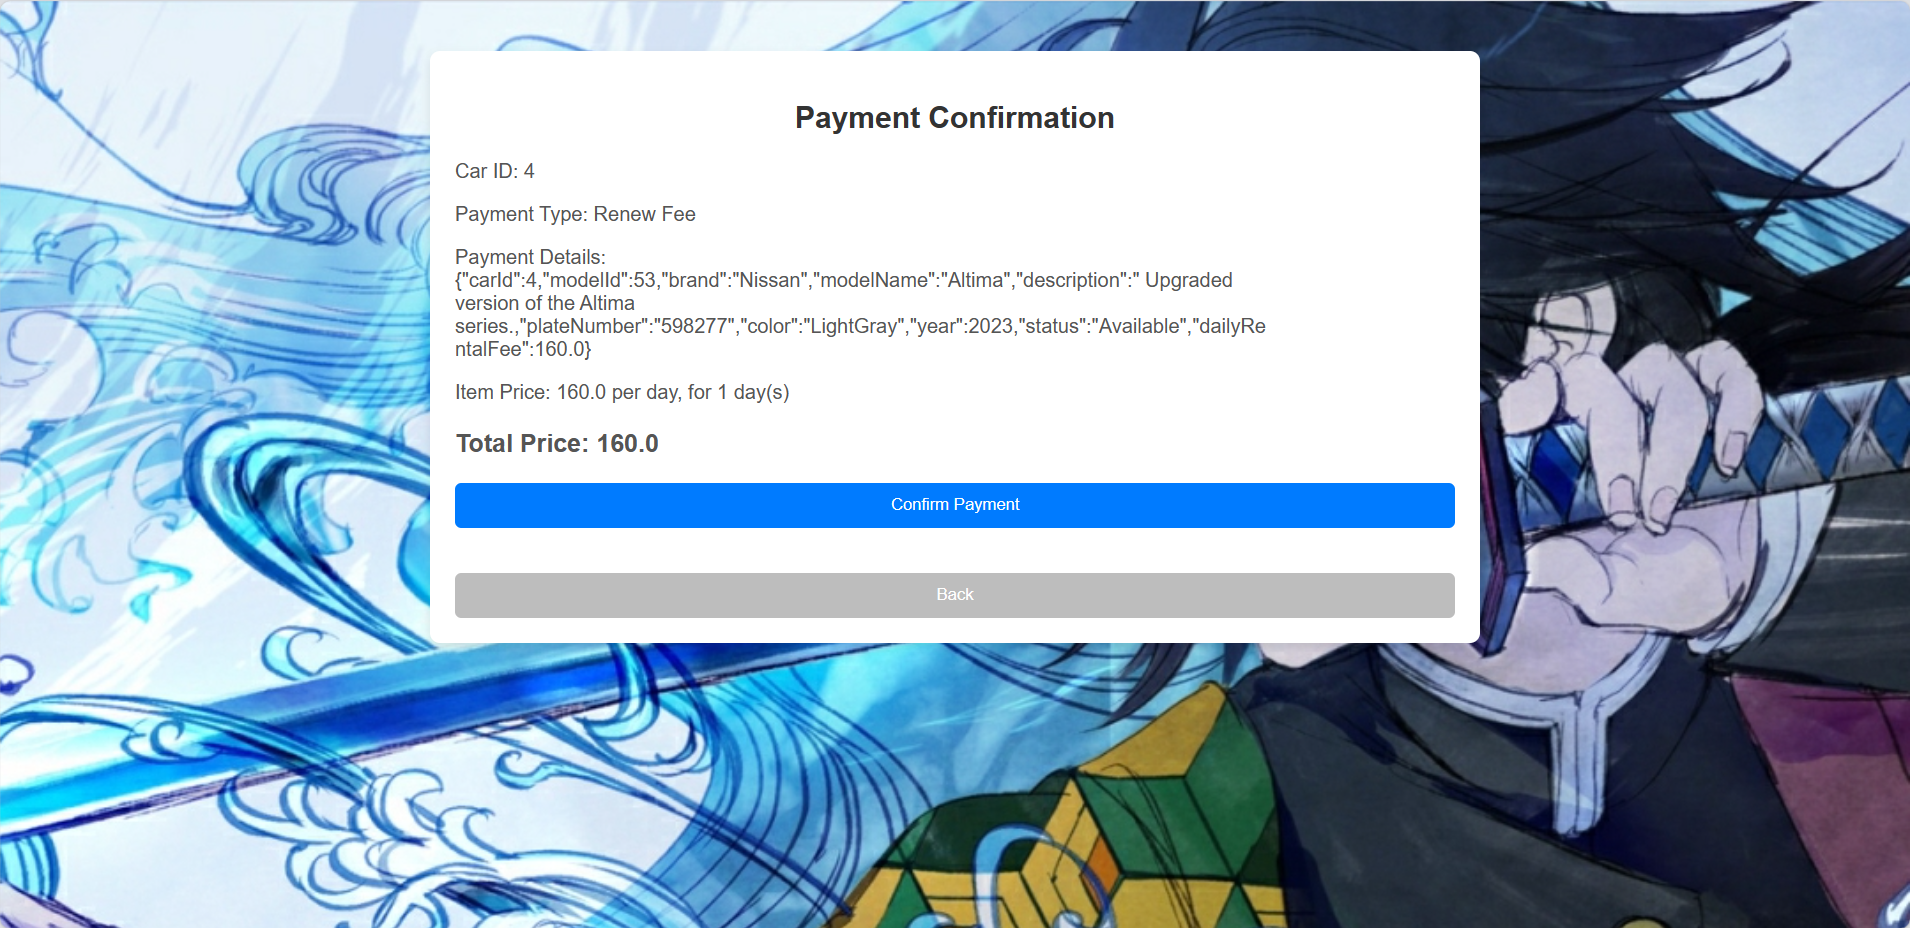 Payment Confirmation
Car ID: 4
Payment Type: Renew Fee
Payment Details:
{"carId":4,"modelId":53,"brand":"Nissan","modelName":"Altima","description":" Upgraded
version of the Altima
series.,"plateNumber":"598277","color":"LightGray","year":2023,"status":"Available","dailyRe
ntalFee":160.0}
Item Price: 160.0 per day, for 1 day(s)
Total Price: 160.0
Confirm Payment
Back